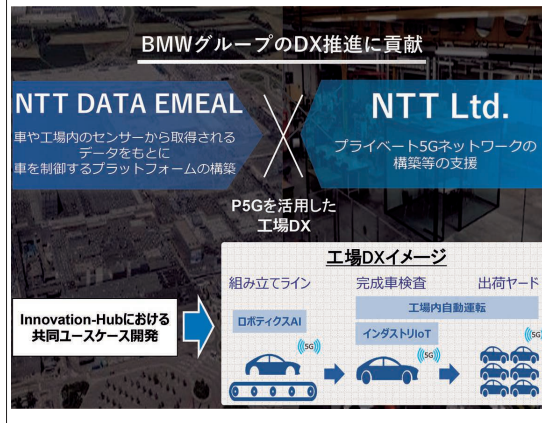 BMWグループのDX推進に貢献
NTT DATA EMEAL
車や工場内のセンサーから取得される
データをもとに
車を制御するプラットフォームの構築
NTT Ltd.
プライベート5Gネットワークの
構築等の支援
P5Gを活用した
工場DX
工場DXイメージ
組み立てライン
完成車検査
出荷ヤード
工場内自動運転
ロボティクスAI
インダストリIoT
5G
5G
5G
Innovation-Hubにおける
共同ユースケース開発